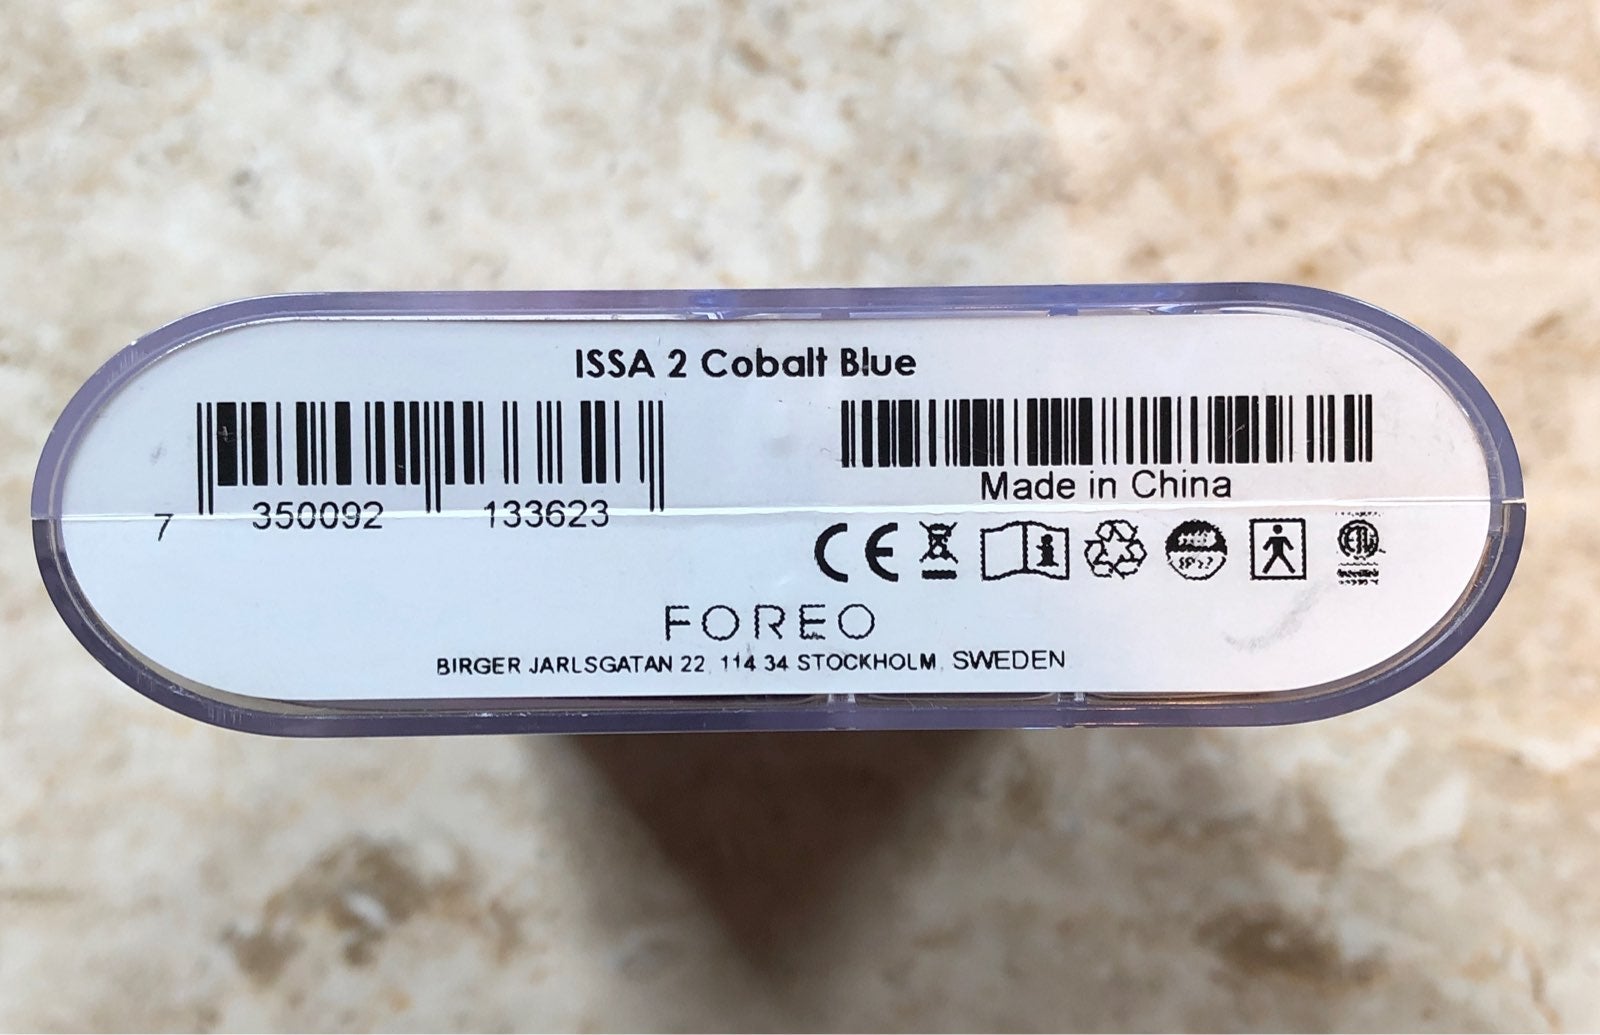 ISSA 2 Cobalt Blue
7 350092 133623
Made in China
CE
FOREO
BIRGER JARLSGATAN 22, 114 34 STOCKHOLM, SWEDEN